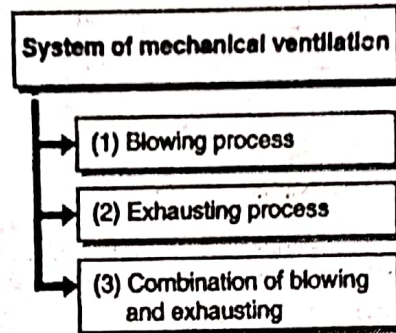 System of mechanical ventilation
(1) Blowing process
(2) Exhausting process
(3) Combination of blowing
and exhausting